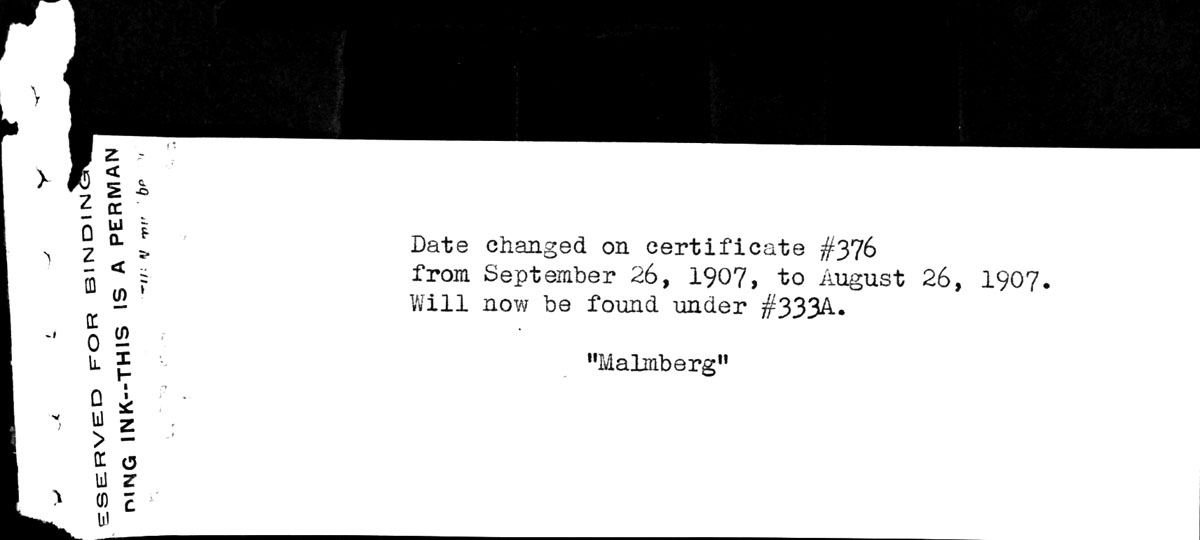 ESERVED FOR BINDING
DING INK--THIS IS A PERMAN
Date changed on certificate #376
from September 26, 1907, to August 26, 1907.
Will now be found under #333A.
"Malmberg"